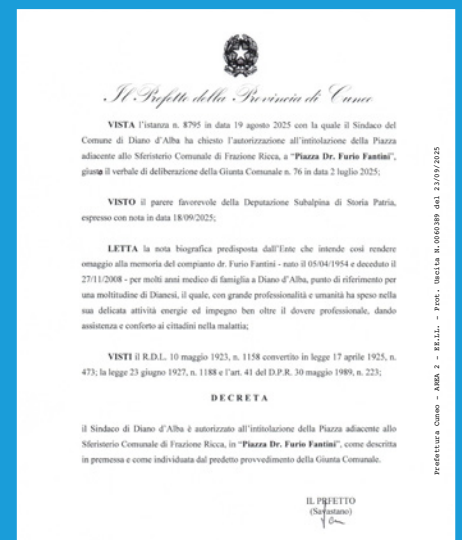 Il Prefetto della Provincia di Cuneo
VISTA l'istanza n. 8795 in data 19 agosto 2025 con la quale il Sindaco del
Comune di Diano d'Alba ha chiesto l'autorizzazione all'intitolazione della Piazza
adiacente allo Sferisterio Comunale di Frazione Ricca, a "Piazza Dr. Furio Fantini",
giusta il verbale di deliberazione della Giunta Comunale n. 76 in data 2 luglio 2025;
VISTO il parere favorevole della Deputazione Subalpina di Storia Patria,
espresso con nota in data 18/09/2025;
LETTA la nota biografica predisposta dall'Ente che intende così rendere
omaggio alla memoria del compianto dr. Furio Fantini - nato il 05/04/1954 e deceduto il
27/11/2008 - per molti anni medico di famiglia a Diano d'Alba, punto di riferimento per
una moltitudine di Dianesi, il quale, con grande professionalità e umanità ha speso nella
sua delicata attività energie ed impegno ben oltre il dovere professionale, dando
assistenza e conforto ai cittadini nella malattia;
VISTI il R.D.L. 10 maggio 1923, n. 1158 convertito in legge 17 aprile 1925, n.
473; la legge 23 giugno 1927, n. 1188 e l'art. 41 del D.P.R. 30 maggio 1989, n. 223;
DECRETA
il Sindaco di Diano d'Alba è autorizzato all'intitolazione della Piazza adiacente allo
Sferisterio Comunale di Frazione Ricca, in "Piazza Dr. Furio Fantini", come descritta
in premessa e come individuata dal predetto provvedimento della Giunta Comunale.
IL PREFETTO
(Savastano)
Prefettura Cuneo - AREA 2 - EE.LL. - Prot. Uscita N.0060389 del 23/09/2025